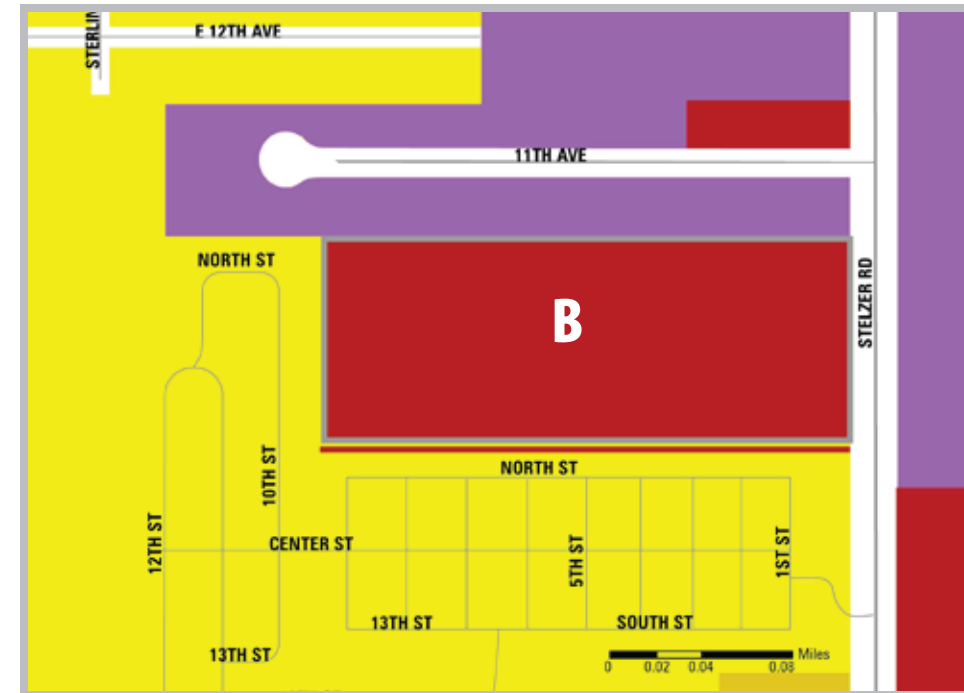 STERLIN
E 12TH AVE
11TH AVE
NORTH ST
STELZER RD
B
10TH ST
NORTH ST
12TH ST
CENTER ST
5TH ST
1ST ST
13TH ST
SOUTH ST
13TH ST
Miles
0 0.02 0.04 0.08